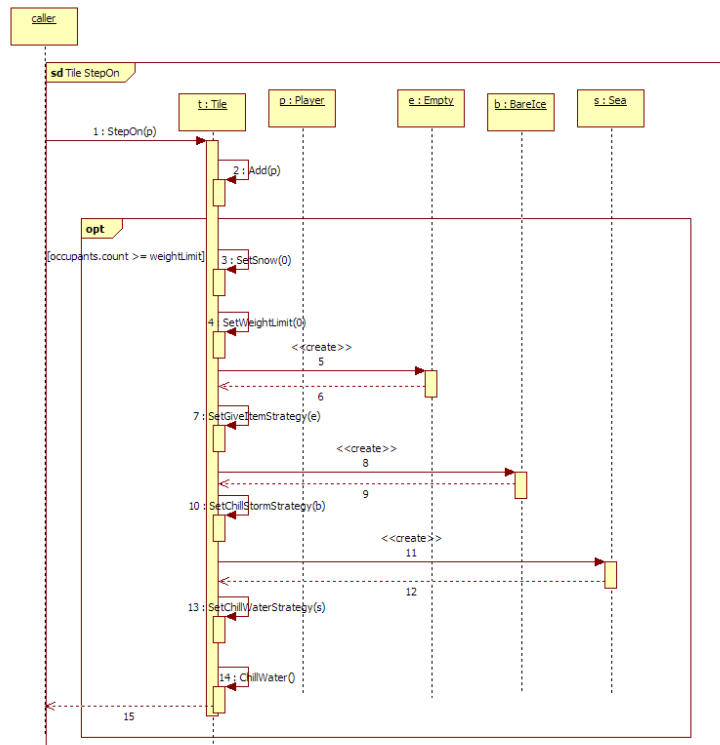 caller
sd Tile StepOn
t : Tile
p : Player
e : Empty
b : BareIce
s : Sea
1 : StepOn(p)
2 : Add(p)
opt
[occupants.count >= weightLimit]
3 : SetSnow(0)
4 : SetWeightLimit(0)
<<create>>
5
6
7 : SetGiveItemStrategy(e)
<<create>>
8
9
10 : SetChillStormStrategy(b)
<<create>>
11
12
13 : SetChillWaterStrategy(s)
14 : ChillWater()
15